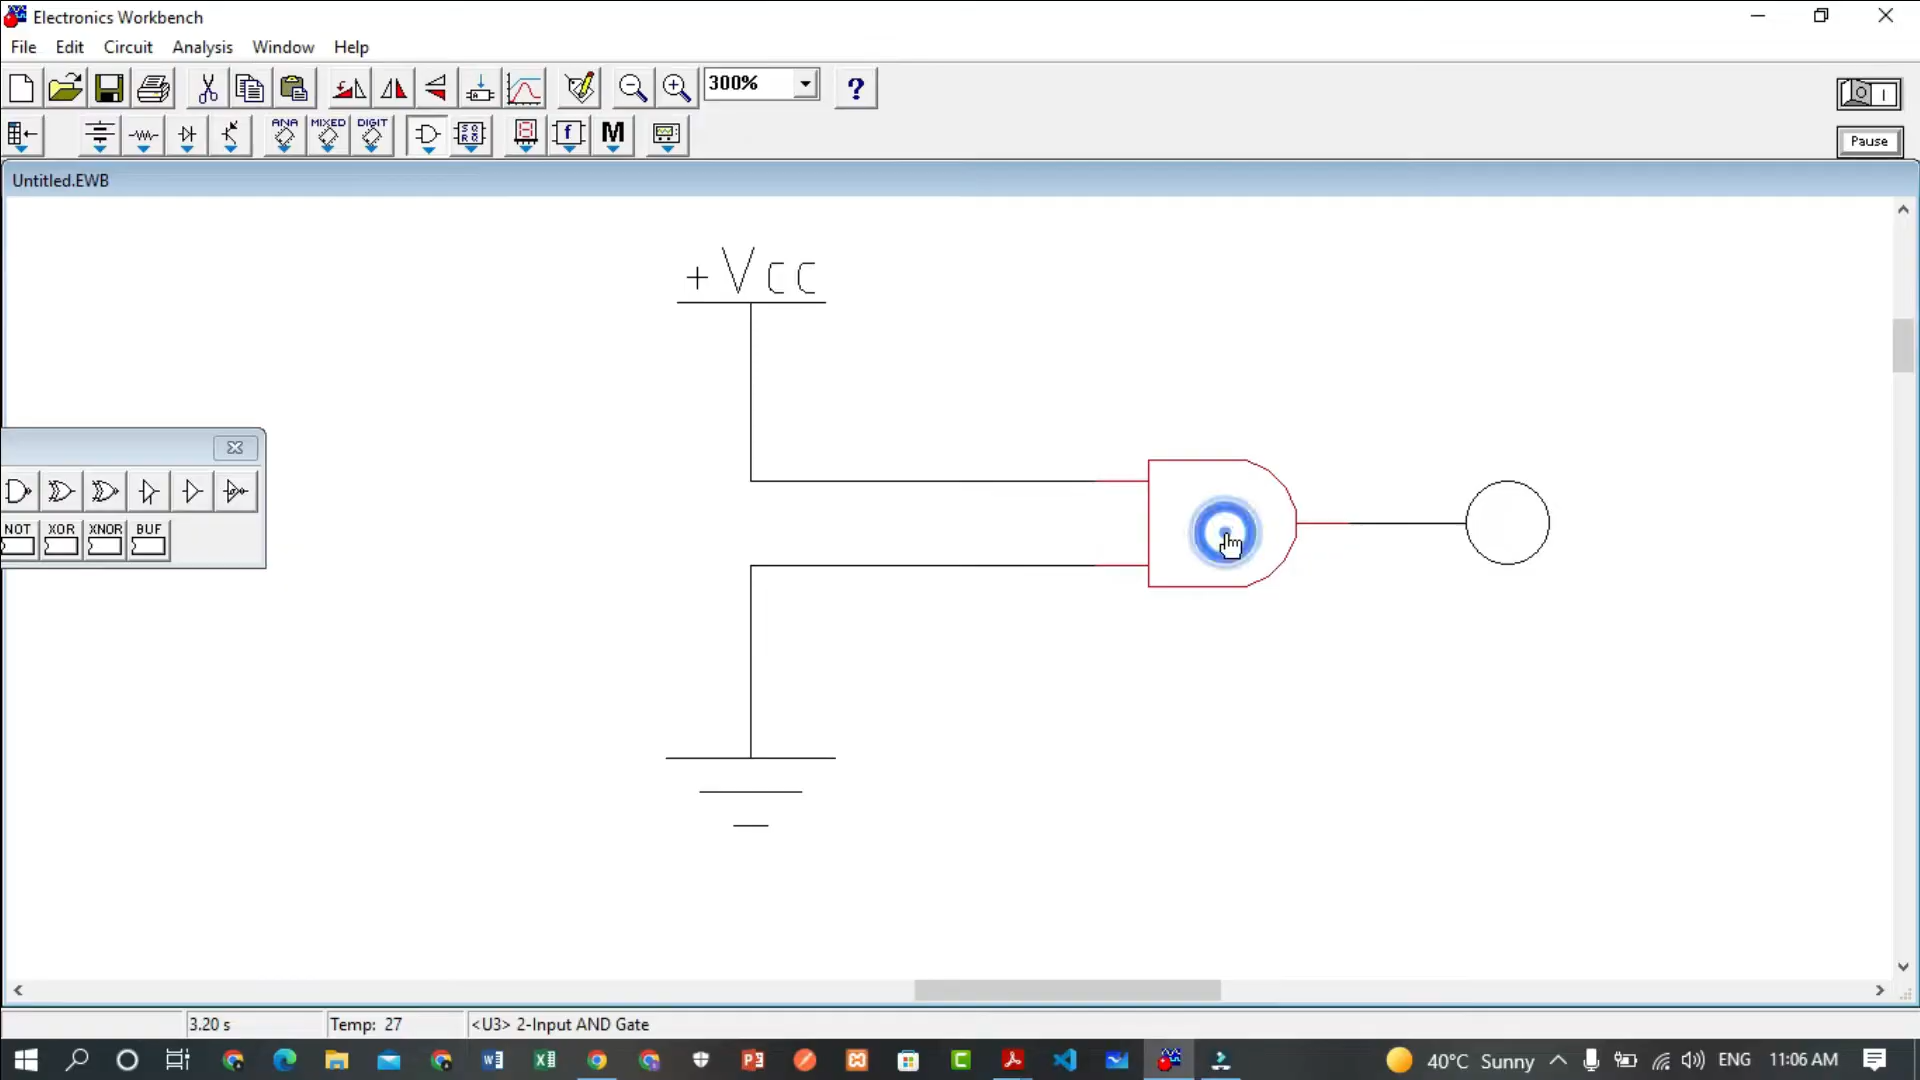 Electronics Workbench
File Edit Circuit Analysis Window Help
300% ?
ANA MIXED DIGIT f M
Pause
Untitled.EWB
+Vcc
NOT XOR XNOR BUF
3.20 s Temp: 27 <U3> 2-Input AND Gate
40°C Sunny ENG 11:06 AM